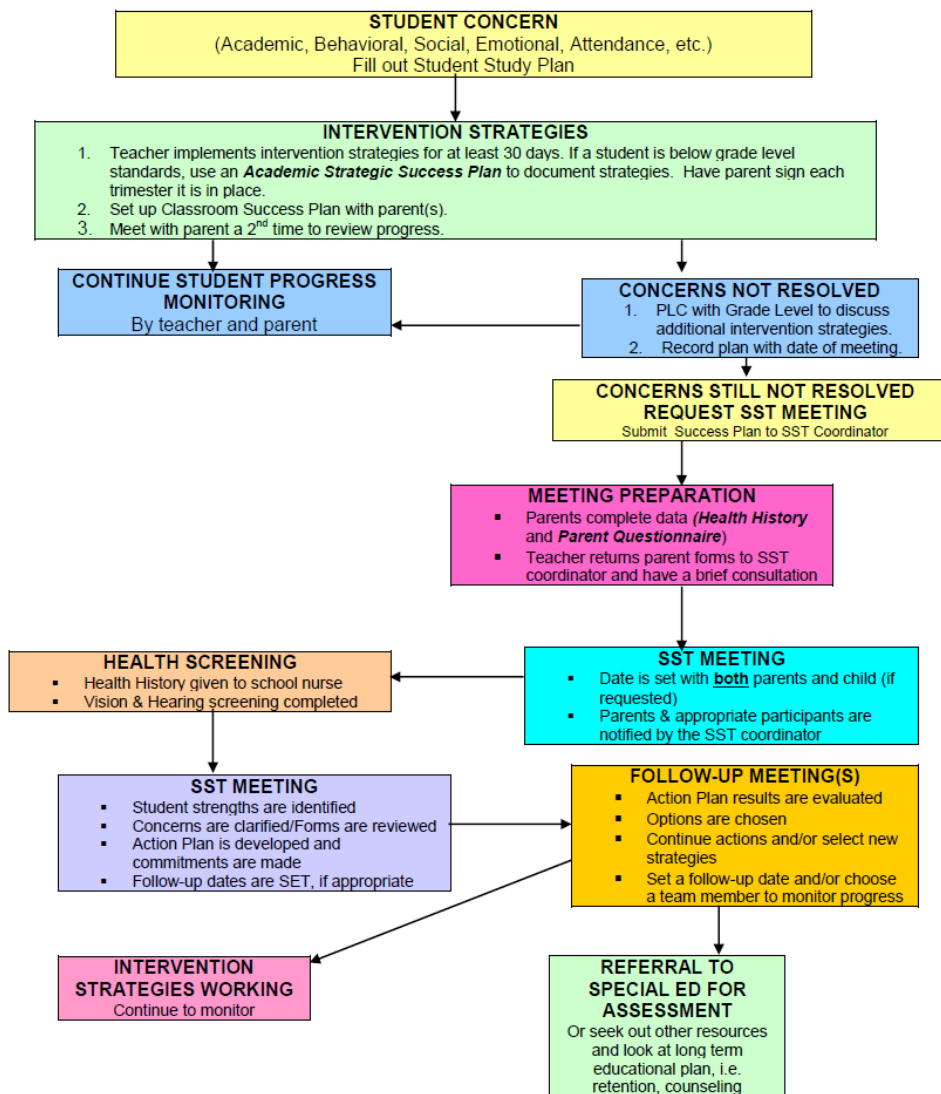 STUDENT CONCERN
(Academic, Behavioral, Social, Emotional, Attendance, etc.)
Fill out Student Study Plan
INTERVENTION STRATEGIES
1. Teacher implements intervention strategies for at least 30 days. If a student is below grade level
standards, use an Academic Strategic Success Plan to document strategies. Have parent sign each
trimester it is in place.
2. Set up Classroom Success Plan with parent(s).
3. Meet with parent a 2nd time to review progress.
CONTINUE STUDENT PROGRESS
MONITORING
By teacher and parent
CONCERNS NOT RESOLVED
1. PLC with Grade Level to discuss
additional intervention strategies.
2. Record plan with date of meeting.
CONCERNS STILL NOT RESOLVED
REQUEST SST MEETING
Submit Success Plan to SST Coordinator
MEETING PREPARATION
▪ Parents complete data (Health History
and Parent Questionnaire)
▪ Teacher returns parent forms to SST
coordinator and have a brief consultation
HEALTH SCREENING
▪ Health History given to school nurse
▪ Vision & Hearing screening completed
SST MEETING
▪ Date is set with both parents and child (if
requested)
▪ Parents & appropriate participants are
notified by the SST coordinator
SST MEETING
▪ Student strengths are identified
▪ Concerns are clarified/Forms are reviewed
▪ Action Plan is developed and
commitments are made
▪ Follow-up dates are SET, if appropriate
FOLLOW-UP MEETING(S)
▪ Action Plan results are evaluated
▪ Options are chosen
▪ Continue actions and/or select new
strategies
▪ Set a follow-up date and/or choose
a team member to monitor progress
INTERVENTION
STRATEGIES WORKING
Continue to monitor
REFERRAL TO
SPECIAL ED FOR
ASSESSMENT
Or seek out other resources
and look at long term
educational plan, i.e.
retention, counseling